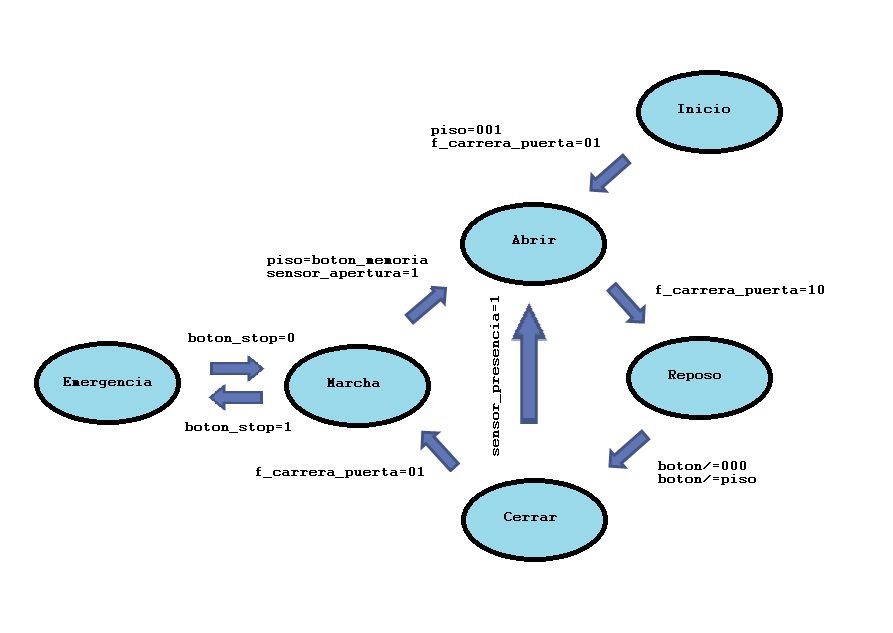 Inicio
piso=001
f_carrera_puerta=01
Abrir
piso=boton_memoria
sensor_apertura=1
f_carrera_puerta=10
sensor_presencia=1
boton_stop=0
Emergencia
Marcha
Reposo
boton_stop=1
f_carrera_puerta=01
boton/=000
boton/=piso
Cerrar